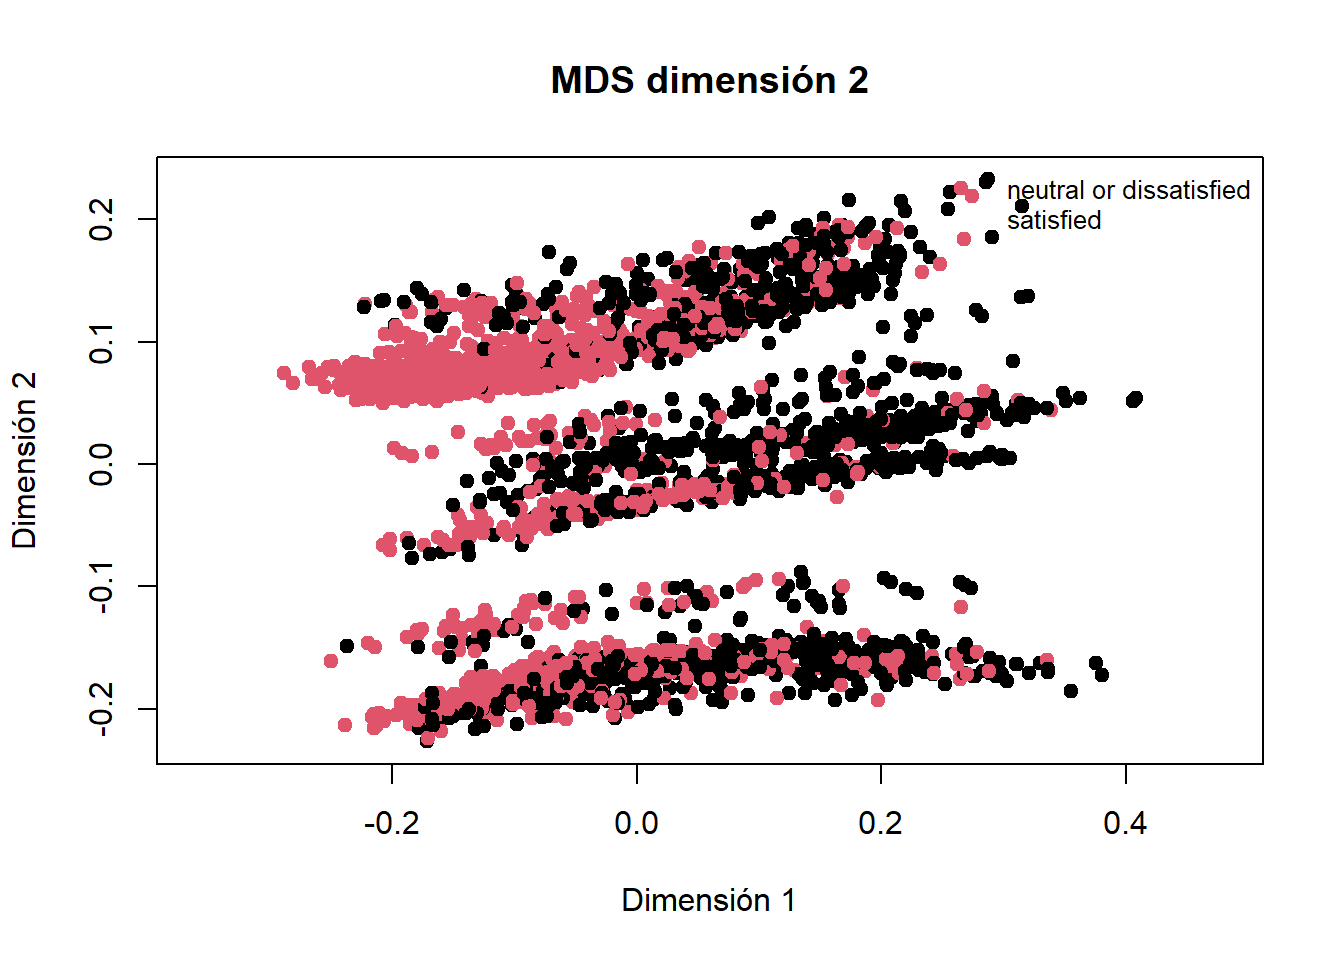 MDS dimensión 2
neutral or dissatisfied
satisfied
Dimensión 2
0.2
0.1
0.0
-0.1
-0.2
-0.2
0.0
0.2
0.4
Dimensión 1